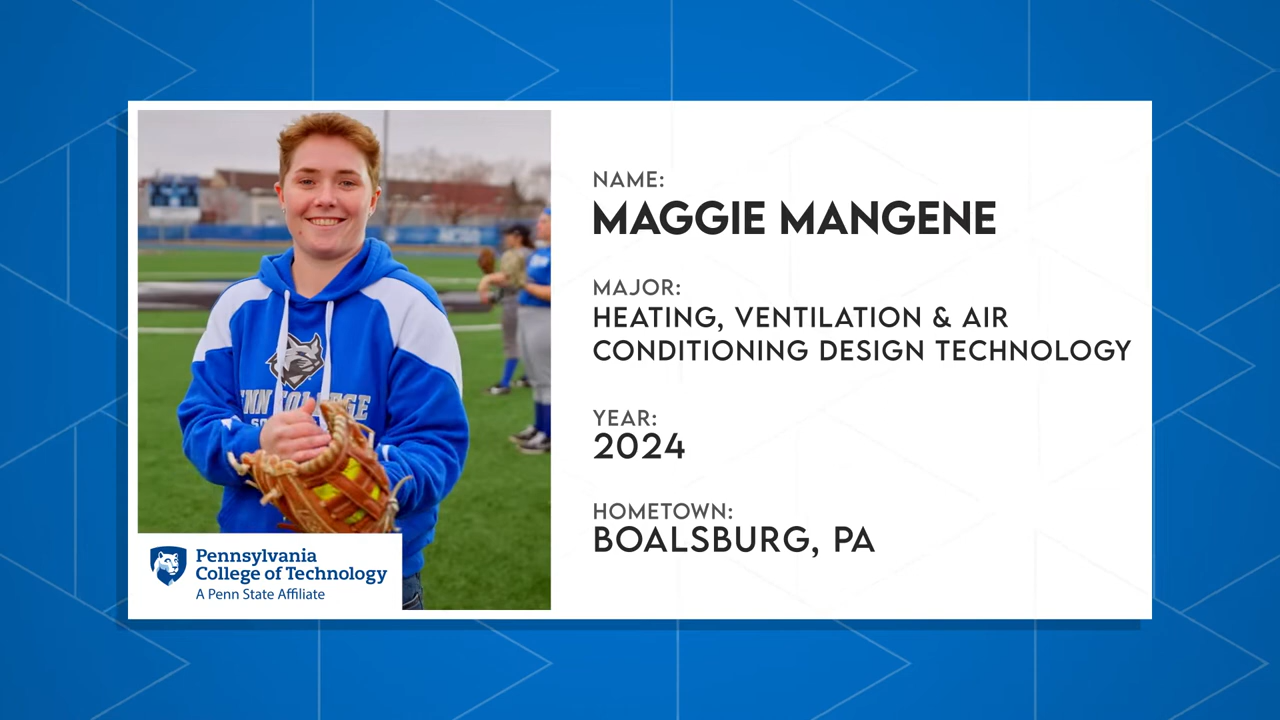 NAME:
MAGGIE MANGENE
MAJOR:
HEATING, VENTILATION & AIR
CONDITIONING DESIGN TECHNOLOGY
YEAR:
2024
HOMETOWN:
BOALSBURG, PA
Pennsylvania
College of Technology
A Penn State Affiliate